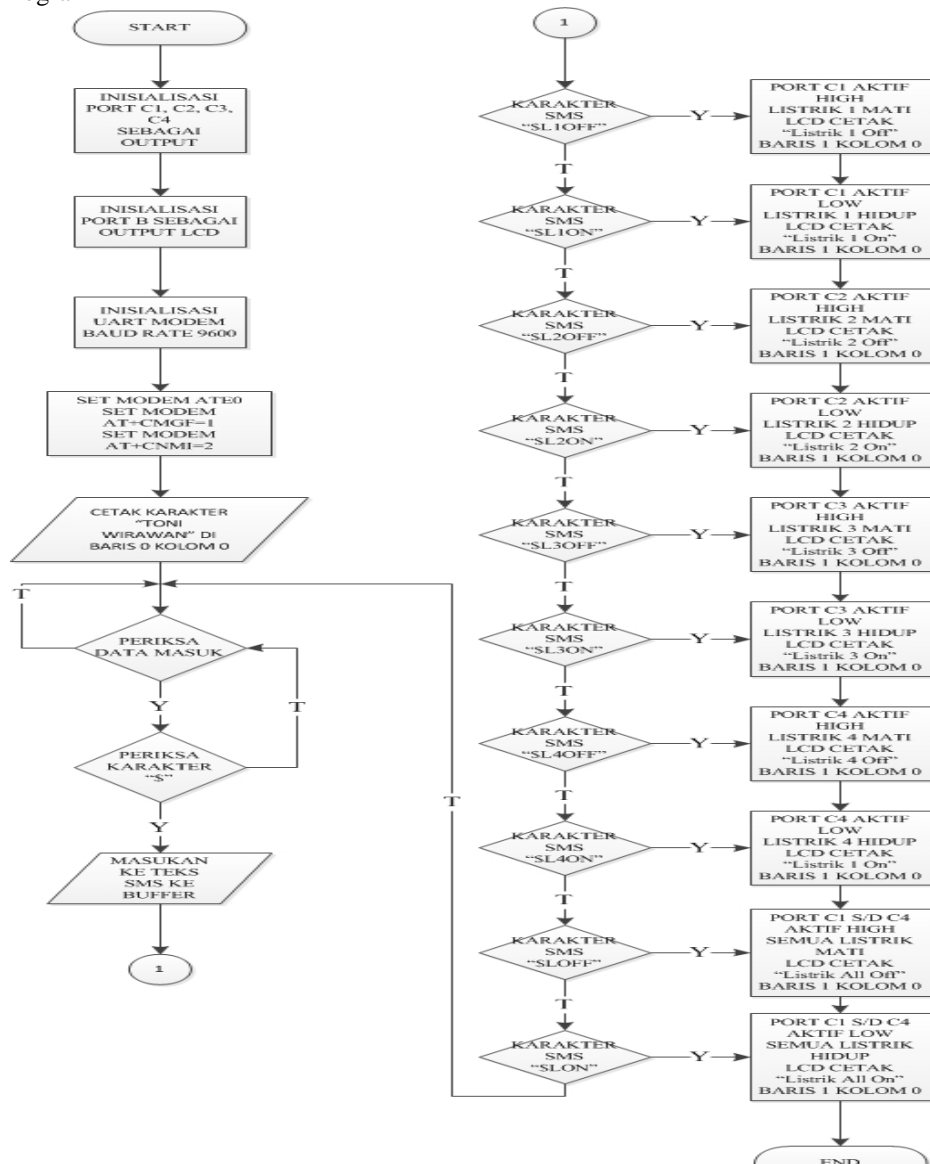 START
INISIALISASI
PORT C1, C2, C3,
C4
SEBAGAI
OUTPUT
INISIALISASI
PORT B SEBAGAI
OUTPUT LCD
INISIALISASI
UART MODEM
BAUD RATE 9600
SET MODEM ATE0
SET MODEM
AT+CMGF=1
SET MODEM
AT+CNMI=2
CETAK KARAKTER
“TONI
WIRAWAN” DI
BARIS 0 KOLOM 0
T
PERIKSA
DATA MASUK
Y
T
PERIKSA
KARAKTER
“$”
Y
MASUKAN
KE TEKS
SMS KE
BUFFER
1
1
KARAKTER
SMS
“$L1OFF”
Y
PORT C1 AKTIF
HIGH
LISTRIK 1 MATI
LCD CETAK
“Listrik 1 Off”
BARIS 1 KOLOM 0
T
KARAKTER
SMS
“$L1ON”
Y
PORT C1 AKTIF
LOW
LISTRIK 1 HIDUP
LCD CETAK
“Listrik 1 On”
BARIS 1 KOLOM 0
T
KARAKTER
SMS
“$L2OFF”
Y
PORT C2 AKTIF
HIGH
LISTRIK 2 MATI
LCD CETAK
“Listrik 2 Off”
BARIS 1 KOLOM 0
T
KARAKTER
SMS
“$L2ON”
Y
PORT C2 AKTIF
LOW
LISTRIK 2 HIDUP
LCD CETAK
“Listrik 2 On”
BARIS 1 KOLOM 0
T
KARAKTER
SMS
“$L3OFF”
Y
PORT C3 AKTIF
HIGH
LISTRIK 3 MATI
LCD CETAK
“Listrik 3 Off”
BARIS 1 KOLOM 0
T
KARAKTER
SMS
“$L3ON”
Y
PORT C3 AKTIF
LOW
LISTRIK 3 HIDUP
LCD CETAK
“Listrik 3 On”
BARIS 1 KOLOM 0
T
KARAKTER
SMS
“$L4OFF”
Y
PORT C4 AKTIF
HIGH
LISTRIK 4 MATI
LCD CETAK
“Listrik 4 Off”
BARIS 1 KOLOM 0
T
KARAKTER
SMS
“$L4ON”
Y
PORT C4 AKTIF
LOW
LISTRIK 4 HIDUP
LCD CETAK
“Listrik 1 On”
BARIS 1 KOLOM 0
T
KARAKTER
SMS
“$LOFF”
Y
PORT C1 S/D C4
AKTIF HIGH
SEMUA LISTRIK
MATI
LCD CETAK
“Listrik All Off”
BARIS 1 KOLOM 0
T
KARAKTER
SMS
“$LON”
Y
PORT C1 S/D C4
AKTIF LOW
SEMUA LISTRIK
HIDUP
LCD CETAK
“Listrik All On”
BARIS 1 KOLOM 0
T
END